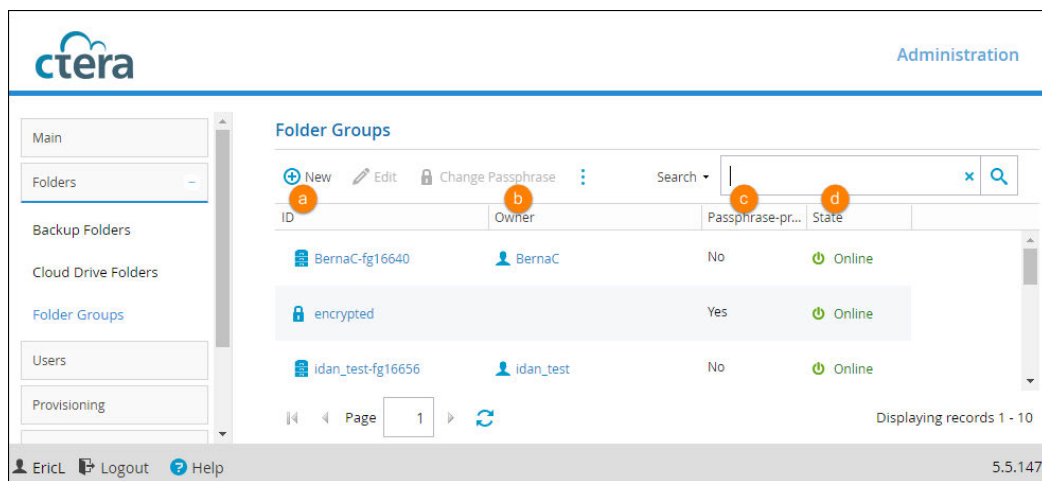 ctera
Administration
Main
Folders
Backup Folders
Cloud Drive Folders
Folder Groups
Users
Provisioning
Folder Groups
New Edit Change Passphrase Search
a b c d
ID Owner Passphrase-pr... State
BernaC-fg16640 BernaC No Online
encrypted Yes Online
idan_test-fg16656 idan_test No Online
Page 1 Displaying records 1 - 10
EricL Logout Help 5.5.147